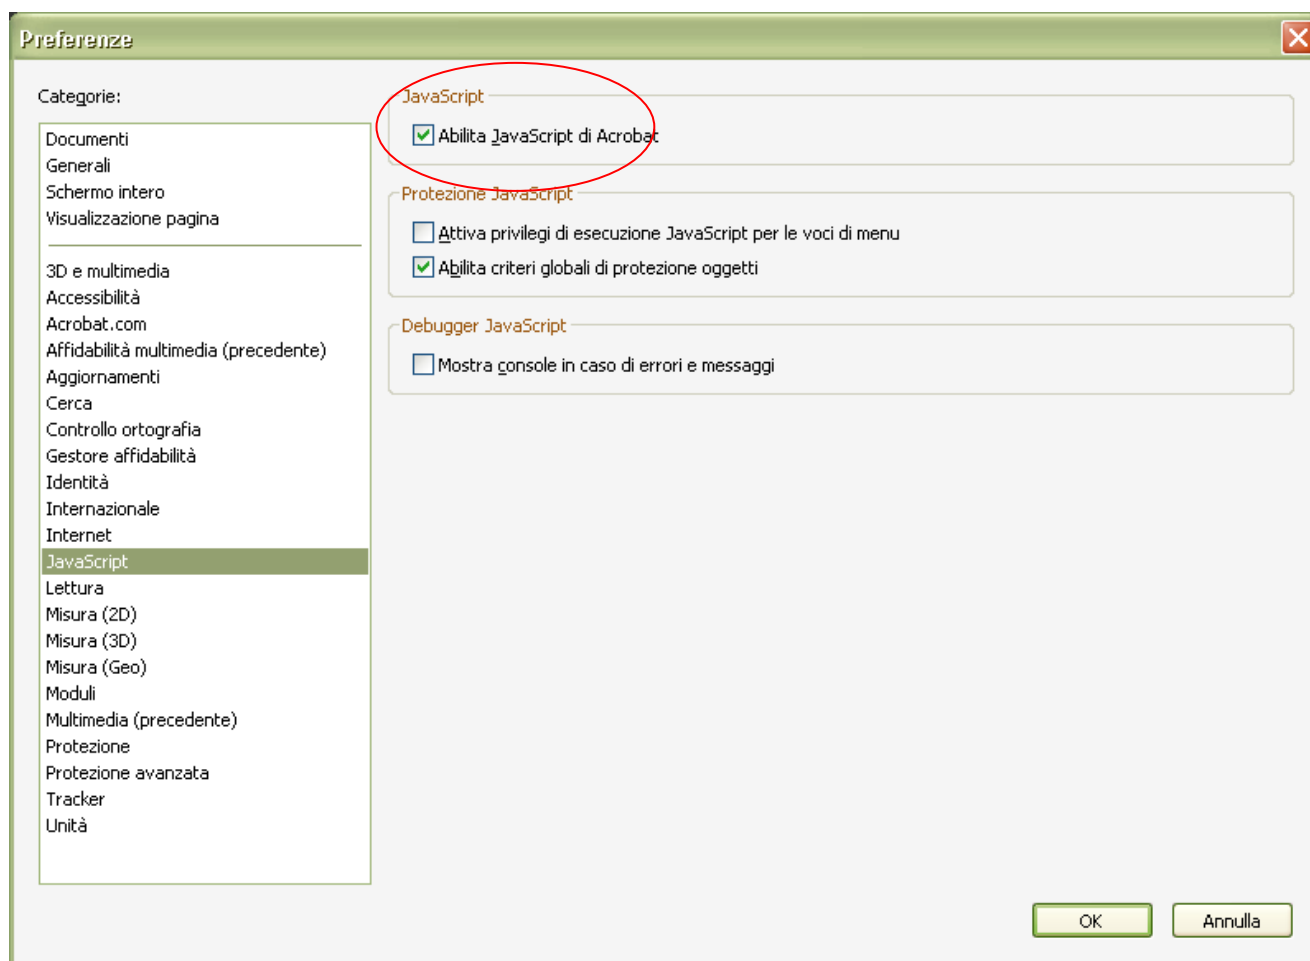 Preferenze
Categorie:
Documenti
Generali
Schermo intero
Visualizzazione pagina
3D e multimedia
Accessibilità
Acrobat.com
Affidabilità multimedia (precedente)
Aggiornamenti
Cerca
Controllo ortografia
Gestore affidabilità
Identità
Internazionale
Internet
JavaScript
Lettura
Misura (2D)
Misura (3D)
Misura (Geo)
Moduli
Multimedia (precedente)
Protezione
Protezione avanzata
Tracker
Unità
JavaScript
Abilita JavaScript di Acrobat
Protezione JavaScript
Attiva privilegi di esecuzione JavaScript per le voci di menu
Abilita criteri globali di protezione oggetti
Debugger JavaScript
Mostra console in caso di errori e messaggi
OK
Annulla